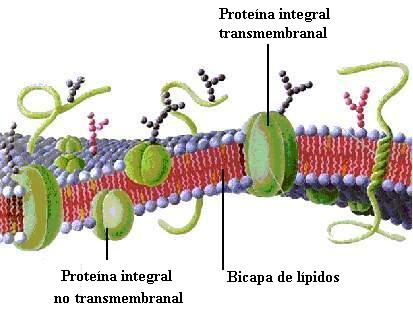 Proteína integral
transmembranal
Proteína integral
no transmembranal
Bicapa de lípidos